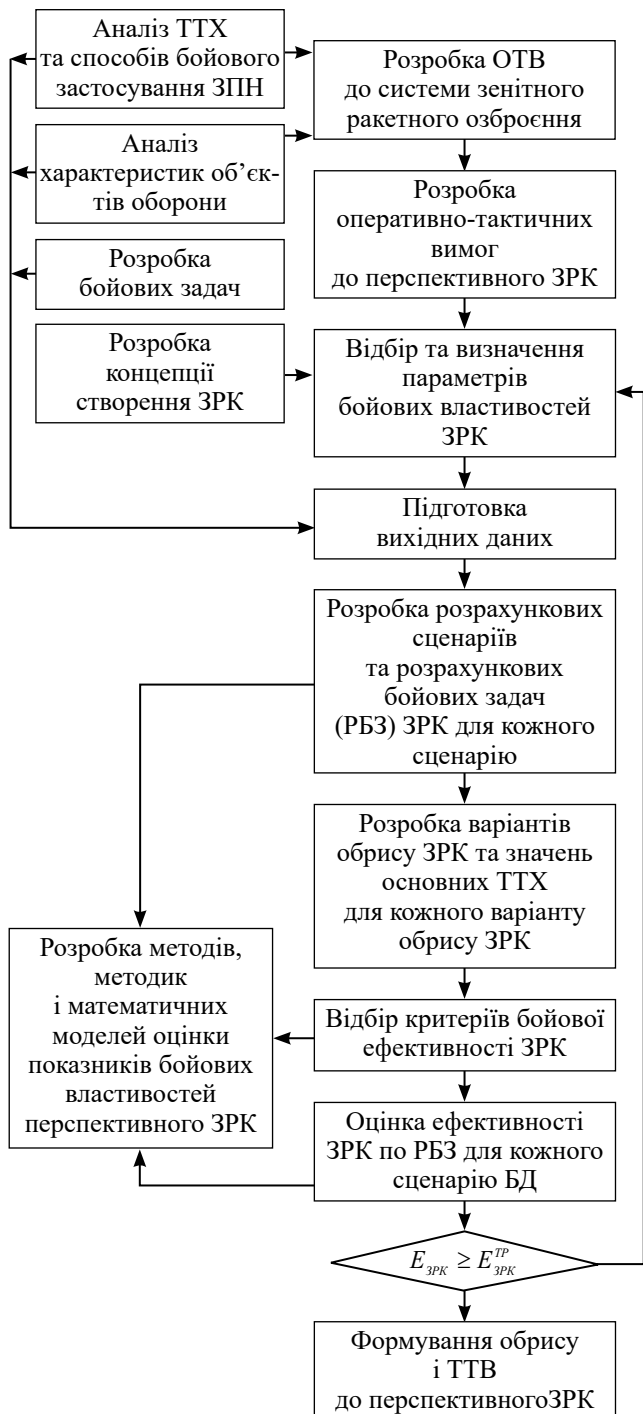 Аналіз ТТХ
та способів бойового
застосування ЗПН
Розробка ОТВ
до системи зенітного
ракетного озброєння
Аналіз
характеристик об’єк-
тів оборони
Розробка
оперативно-тактичних
вимог
до перспективного ЗРК
Розробка
бойових задач
Розробка
концепції
створення ЗРК
Відбір та визначення
параметрів
бойових властивостей
ЗРК
Підготовка
вихідних даних
Розробка розрахункових
сценаріїв
та розрахункових
бойових задач
(РБЗ) ЗРК для кожного
сценарію
Розробка варіантів
обрису ЗРК та значень
основних ТТХ
для кожного варіанту
обрису ЗРК
Розробка методів,
методик
і математичних
моделей оцінки
показників бойових
властивостей
перспективного ЗРК
Відбір критеріїв бойової
ефективності ЗРК
Оцінка ефективності
ЗРК по РБЗ для кожного
сценарію БД
E_ЗРК ≥ E_ЗРК^ТР
Формування обрису
і ТТВ
до перспективногоЗРК